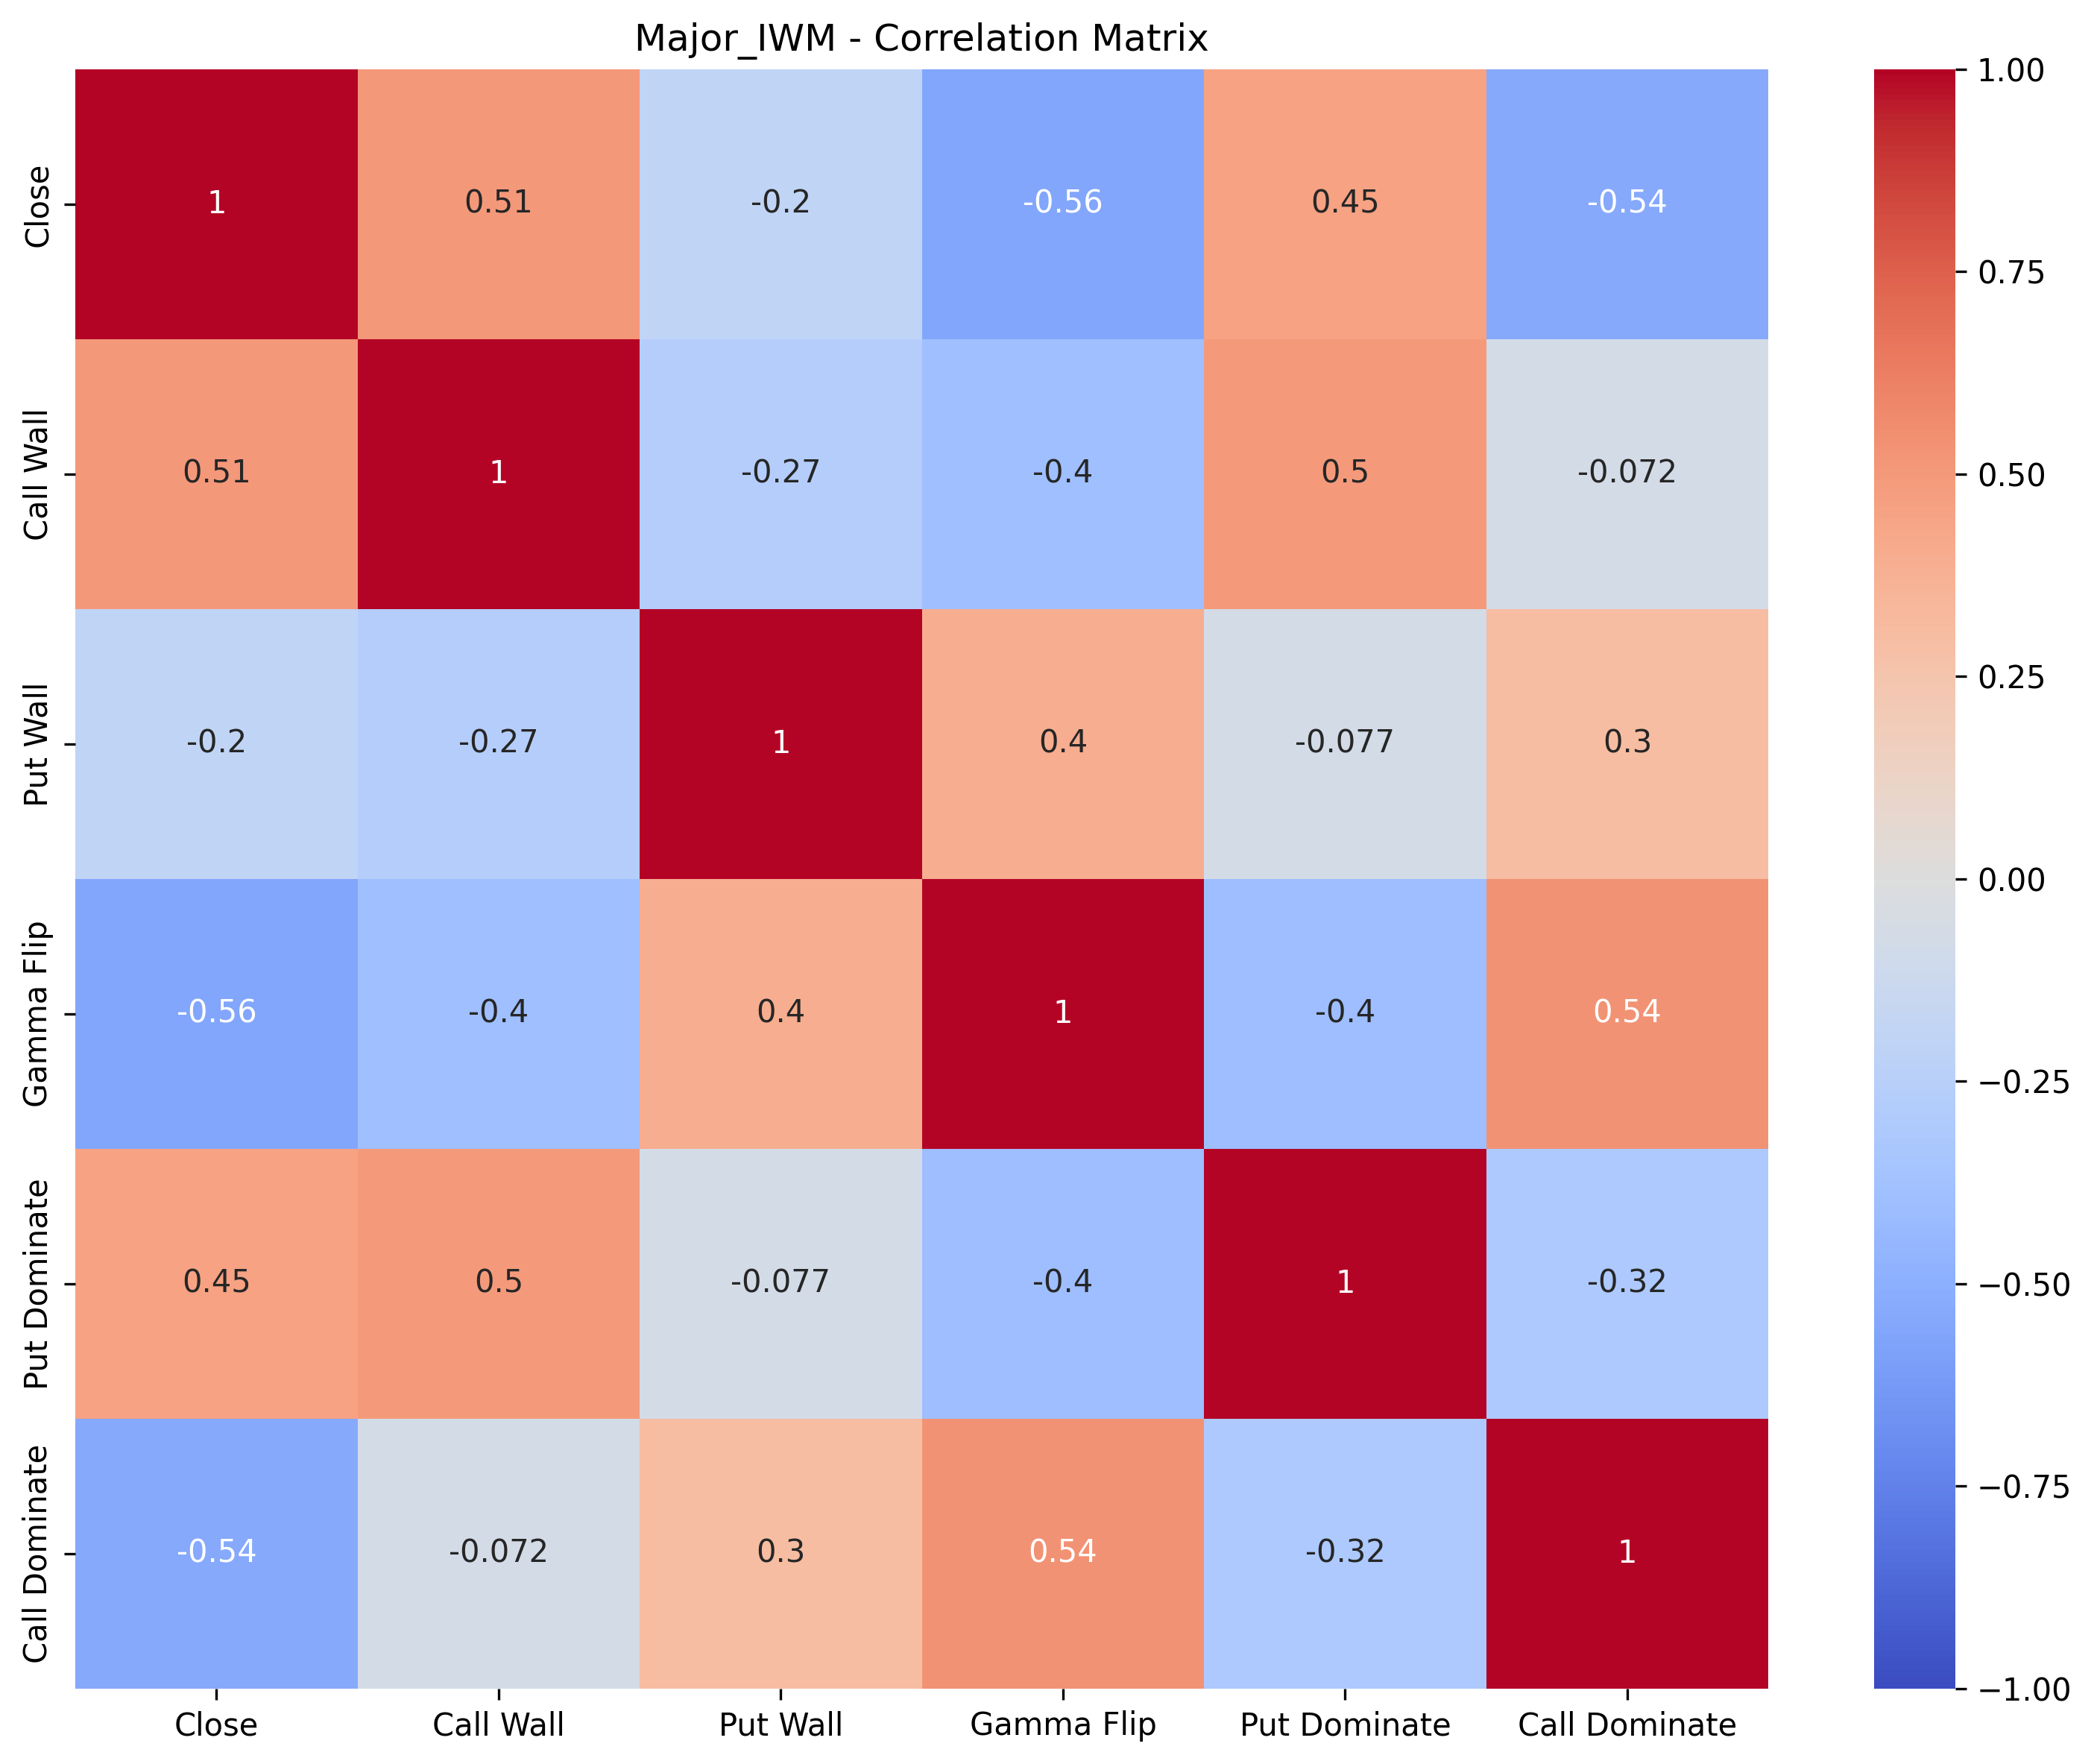 Major_IWM - Correlation Matrix
Close 1 0.51 -0.2 -0.56 0.45 -0.54
Call Wall 0.51 1 -0.27 -0.4 0.5 -0.072
Put Wall -0.2 -0.27 1 0.4 -0.077 0.3
Gamma Flip -0.56 -0.4 0.4 1 -0.4 0.54
Put Dominate 0.45 0.5 -0.077 -0.4 1 -0.32
Call Dominate -0.54 -0.072 0.3 0.54 -0.32 1
Close Call Wall Put Wall Gamma Flip Put Dominate Call Dominate
1.00
0.75
0.50
0.25
0.00
−0.25
−0.50
−0.75
−1.00